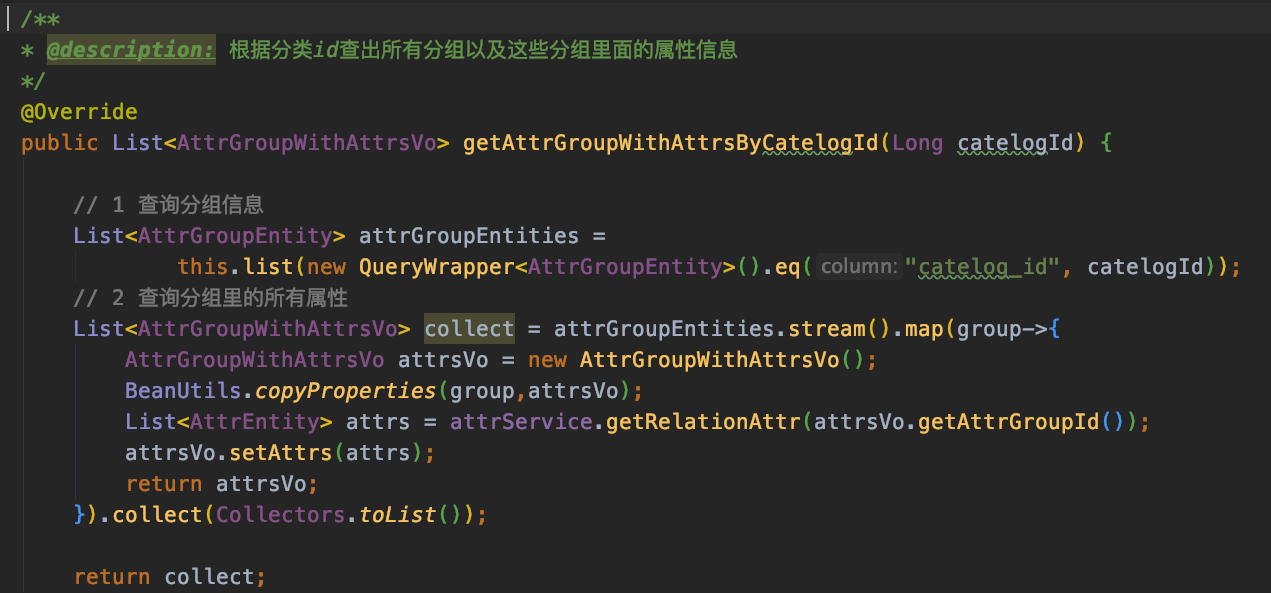 /**
* @description: 根据分类id查出所有分组以及这些分组里面的属性信息
*/
@Override
public List<AttrGroupWithAttrsVo> getAttrGroupWithAttrsByCatelogId(Long catelogId) {
// 1 查询分组信息
List<AttrGroupEntity> attrGroupEntities =
this.list(new QueryWrapper<AttrGroupEntity>().eq( column: "catelog_id", catelogId));
// 2 查询分组里的所有属性
List<AttrGroupWithAttrsVo> collect = attrGroupEntities.stream().map(group->{
AttrGroupWithAttrsVo attrsVo = new AttrGroupWithAttrsVo();
BeanUtils.copyProperties(group,attrsVo);
List<AttrEntity> attrs = attrService.getRelationAttr(attrsVo.getAttrGroupId());
attrsVo.setAttrs(attrs);
return attrsVo;
}).collect(Collectors.toList());
return collect;